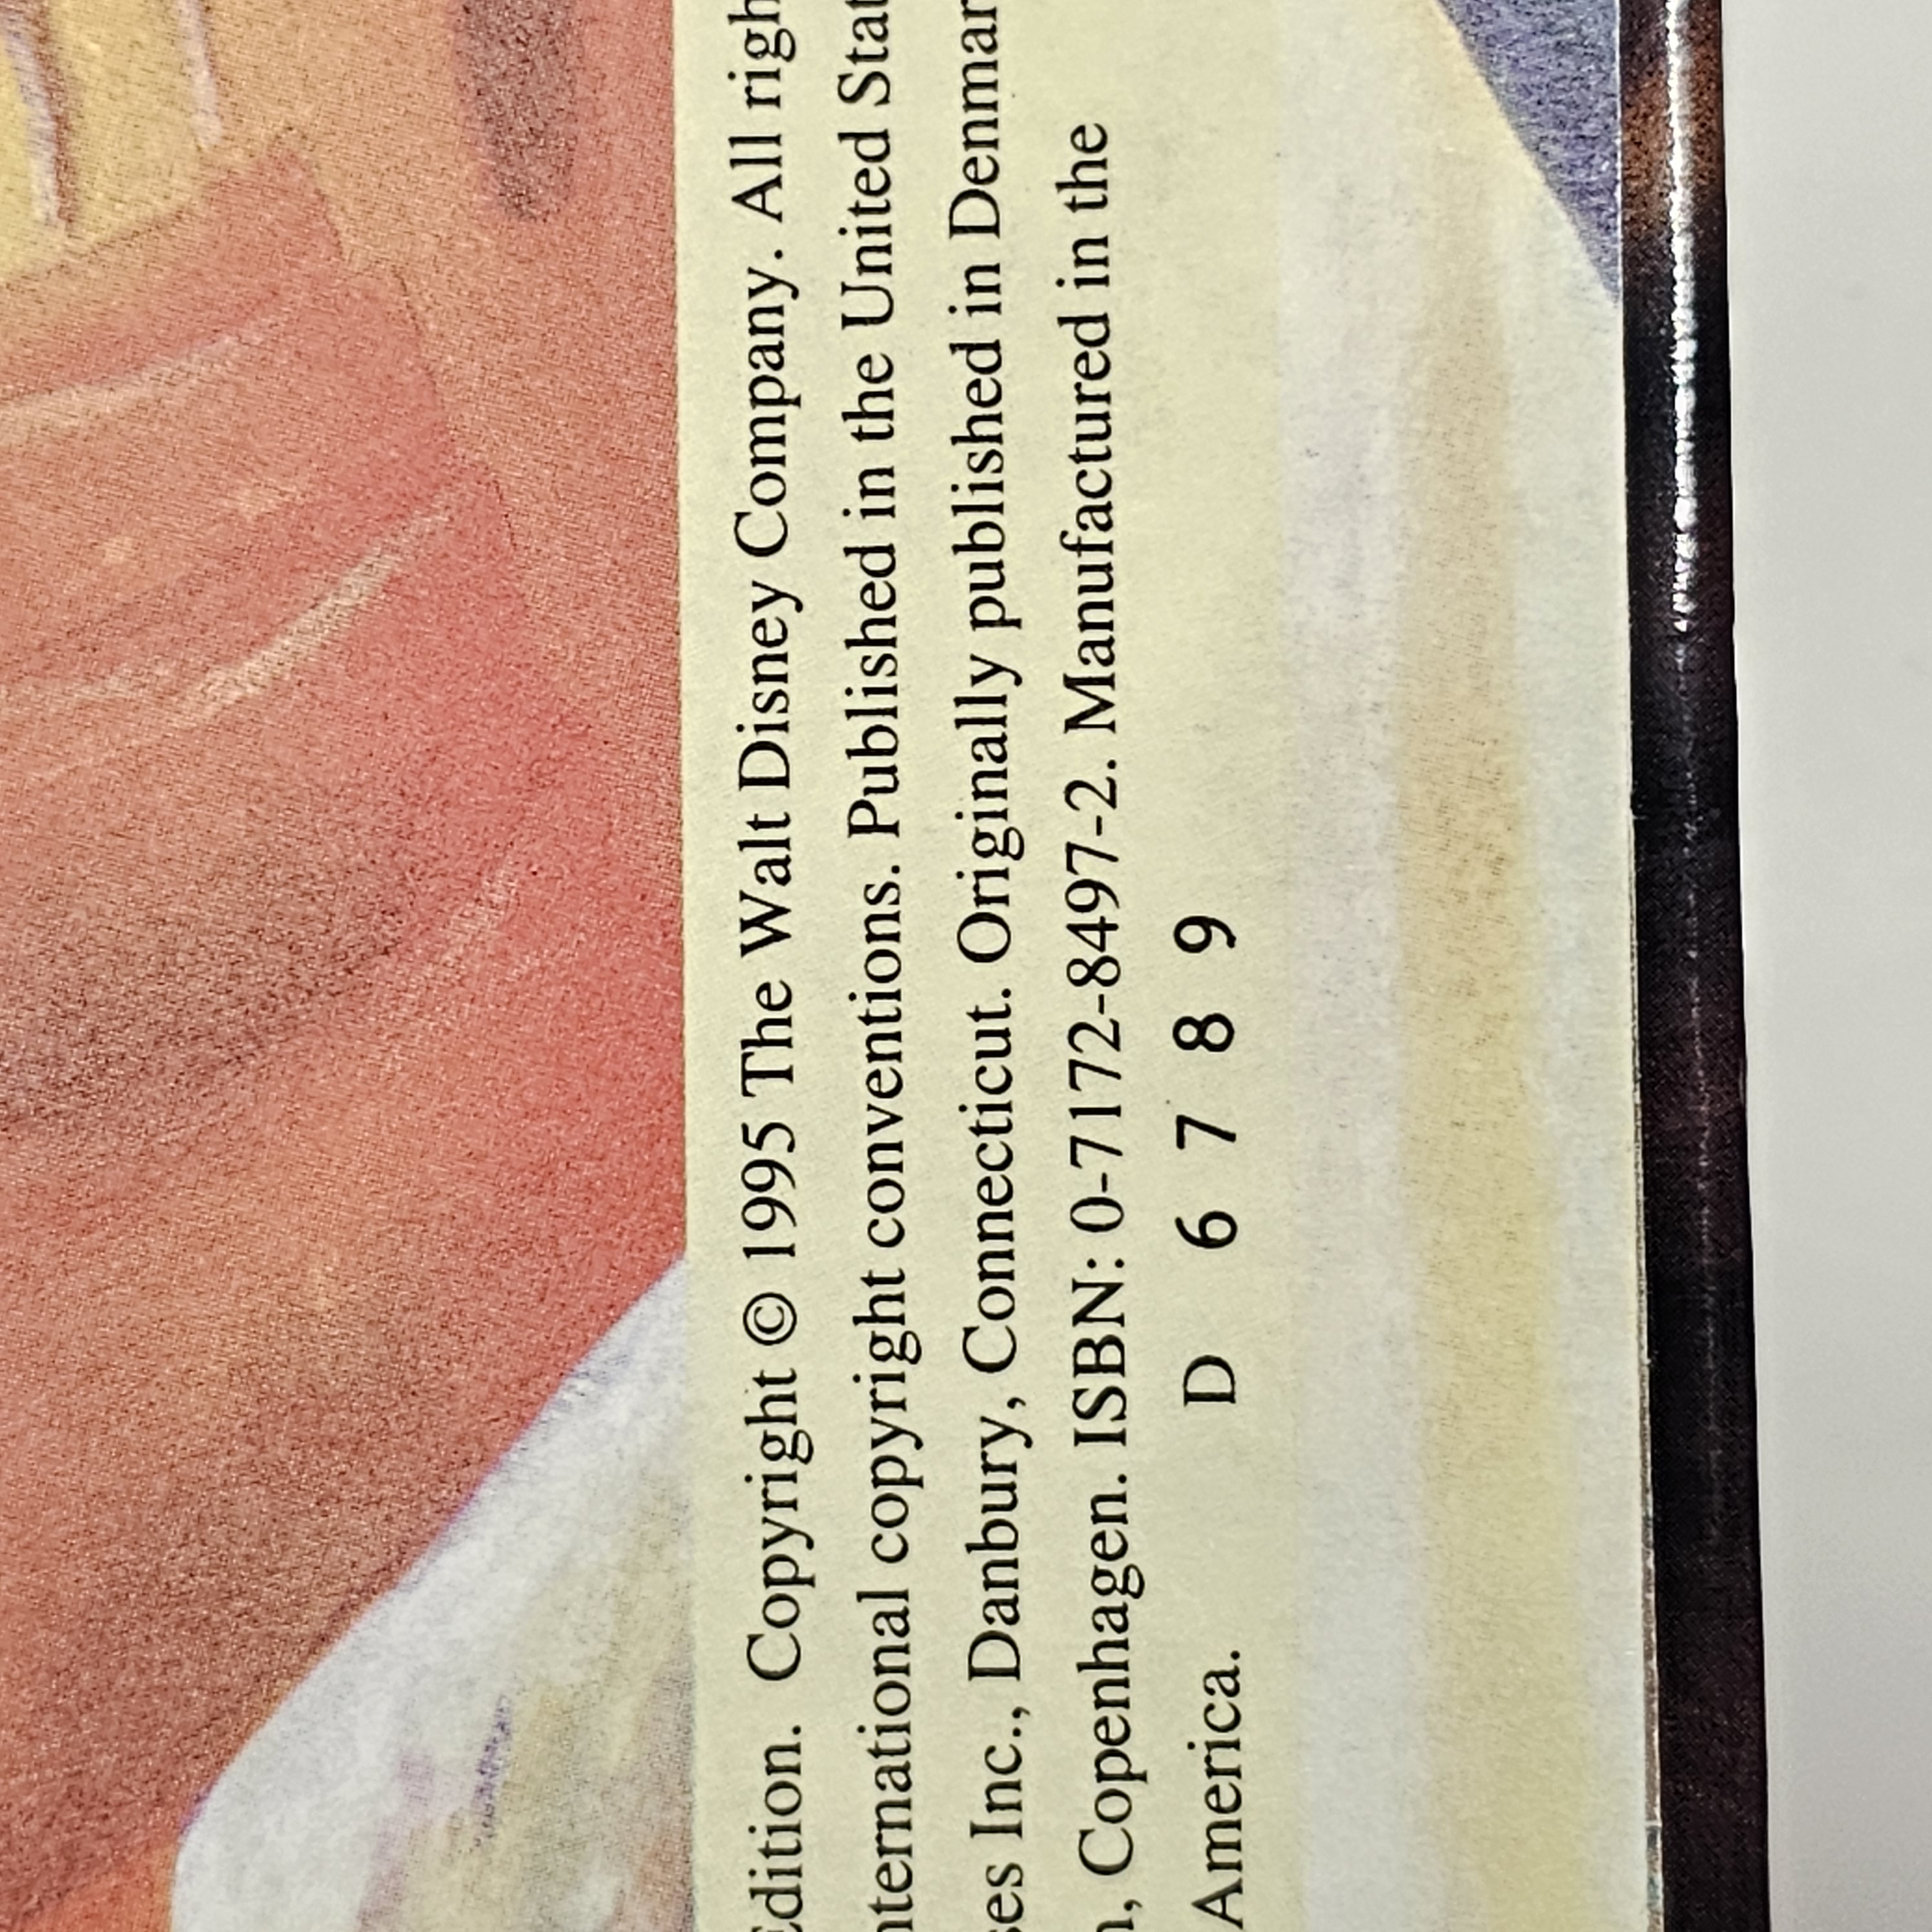 Edition. Copyright © 1995 The Walt Disney Company. All righ
nternational copyright conventions. Published in the United Stat
es Inc., Danbury, Connecticut. Originally published in Denmar
, Copenhagen. ISBN: 0-7172-8497-2. Manufactured in the
America. D 6 7 8 9